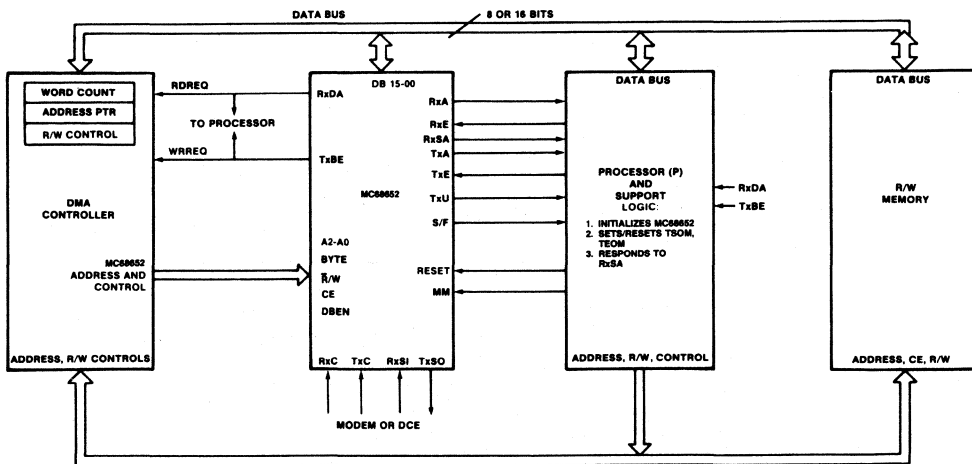 DATA BUS
8 OR 16 BITS
WORD COUNT
ADDRESS PTR
R/W CONTROL
DMA
CONTROLLER
MC68652
ADDRESS AND
CONTROL
ADDRESS, R/W CONTROLS
RDREQ
TO PROCESSOR
WRREQ
DB 15-00
RxDA
TxBE
MC68652
A2-A0
BYTE
R̅/W
CE
DBEN
RxA
RxE
RxSA
TxA
TxE
TxU
S/F
RESET
MM
RxC TxC RxSI TxSO
MODEM OR DCE
DATA BUS
PROCESSOR (P)
AND
SUPPORT
LOGIC:
1. INITIALIZES MC68652
2. SETS/RESETS TSOM,
TEOM
3. RESPONDS TO
RxSA
ADDRESS, R/W, CONTROL
RxDA
TxBE
DATA BUS
R/W
MEMORY
ADDRESS, CE, R/W